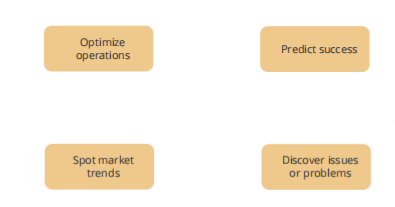 Optimize
operations
Predict success
Spot market
trends
Discover issues
or problems